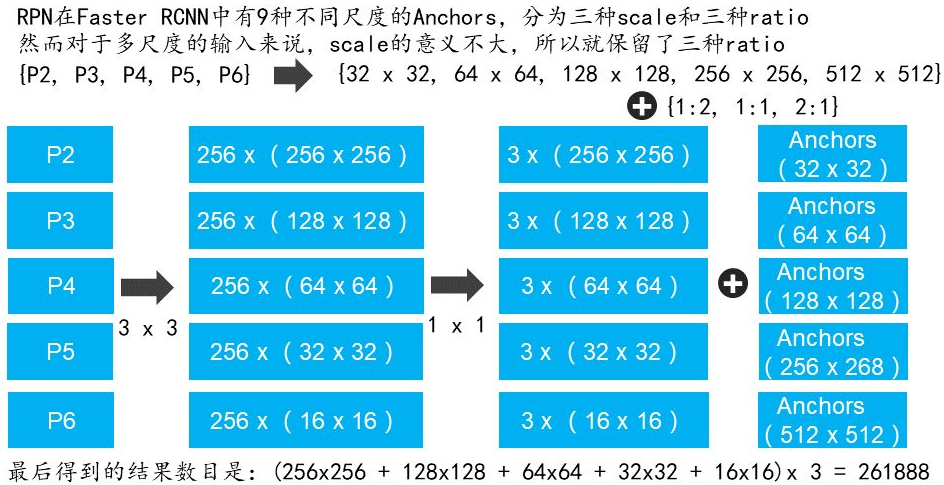 RPN在Faster RCNN中有9种不同尺度的Anchors，分为三种scale和三种ratio
然而对于多尺度的输入来说，scale的意义不大，所以就保留了三种ratio
{P2, P3, P4, P5, P6} {32 x 32, 64 x 64, 128 x 128, 256 x 256, 512 x 512}
{1:2, 1:1, 2:1}
P2 256 x ( 256 x 256 ) 3 x ( 256 x 256 ) Anchors
( 32 x 32 )
P3 256 x ( 128 x 128 ) 3 x ( 128 x 128 ) Anchors
( 64 x 64 )
P4 256 x ( 64 x 64 ) 3 x ( 64 x 64 ) Anchors
( 128 x 128 )
3 x 3 1 x 1
P5 256 x ( 32 x 32 ) 3 x ( 32 x 32 ) Anchors
( 256 x 268 )
P6 256 x ( 16 x 16 ) 3 x ( 16 x 16 ) Anchors
( 512 x 512 )
最后得到的结果数目是：(256x256 + 128x128 + 64x64 + 32x32 + 16x16)x 3 = 261888